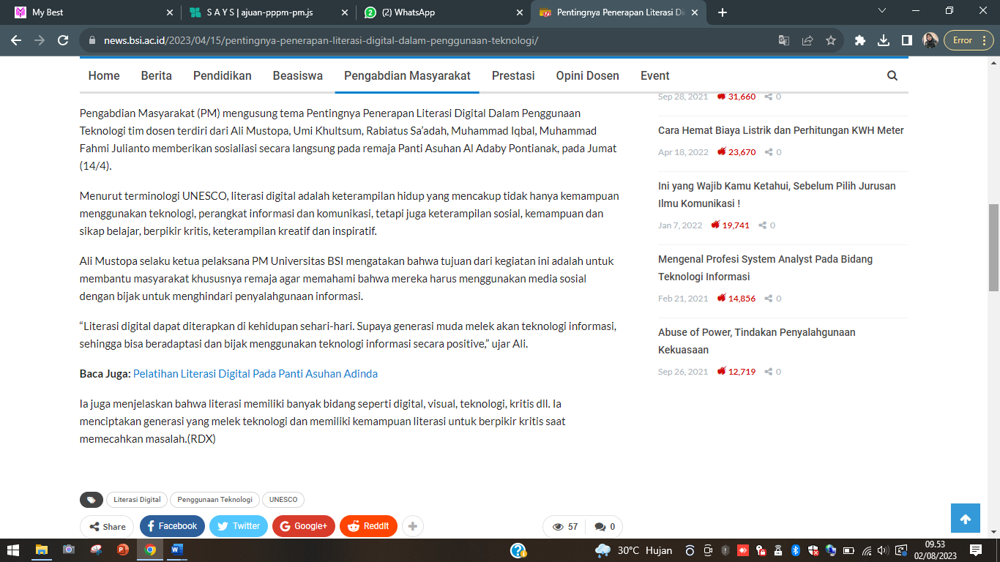 My Best
S A Y S | ajuan-pppm-pm.js
(2) WhatsApp
Pentingnya Penerapan Literasi Di
news.bsi.ac.id/2023/04/15/pentingnya-penerapan-literasi-digital-dalam-penggunaan-teknologi/
Error
Home
Berita
Pendidikan
Beasiswa
Pengabdian Masyarakat
Prestasi
Opini Dosen
Event
Pengabdian Masyarakat (PM) mengusung tema Pentingnya Penerapan Literasi Digital Dalam Penggunaan
Teknologi tim dosen terdiri dari Ali Mustopa, Umi Khultsum, Rabiatus Sa’adah, Muhammad Iqbal, Muhammad
Fahmi Julianto memberikan sosialiasi secara langsung pada remaja Panti Asuhan Al Adaby Pontianak, pada Jumat
(14/4).
Menurut terminologi UNESCO, literasi digital adalah keterampilan hidup yang mencakup tidak hanya kemampuan
menggunakan teknologi, perangkat informasi dan komunikasi, tetapi juga keterampilan sosial, kemampuan dan
sikap belajar, berpikir kritis, keterampilan kreatif dan inspiratif.
Ali Mustopa selaku ketua pelaksana PM Universitas BSI mengatakan bahwa tujuan dari kegiatan ini adalah untuk
membantu masyarakat khususnya remaja agar memahami bahwa mereka harus menggunakan media sosial
dengan bijak untuk menghindari penyalahgunaan informasi.
“Literasi digital dapat diterapkan di kehidupan sehari-hari. Supaya generasi muda melek akan teknologi informasi,
sehingga bisa beradaptasi dan bijak menggunakan teknologi informasi secara positive,” ujar Ali.
Baca Juga: Pelatihan Literasi Digital Pada Panti Asuhan Adinda
Ia juga menjelaskan bahwa literasi memiliki banyak bidang seperti digital, visual, teknologi, kritis dll. Ia
menciptakan generasi yang melek teknologi dan memiliki kemampuan literasi untuk berpikir kritis saat
memecahkan masalah.(RDX)
Literasi Digital
Penggunaan Teknologi
UNESCO
Share
Facebook
Twitter
Google+
ReddIt
57
0
Sep 28, 2021 31,660 0
Cara Hemat Biaya Listrik dan Perhitungan KWH Meter
Apr 18, 2022 23,670 0
Ini yang Wajib Kamu Ketahui, Sebelum Pilih Jurusan
Ilmu Komunikasi !
Jan 7, 2022 19,741 0
Mengenal Profesi System Analyst Pada Bidang
Teknologi Informasi
Feb 21, 2021 14,856 0
Abuse of Power, Tindakan Penyalahgunaan
Kekuasaan
Sep 26, 2021 12,719 0
30°C Hujan
09.53
02/08/2023